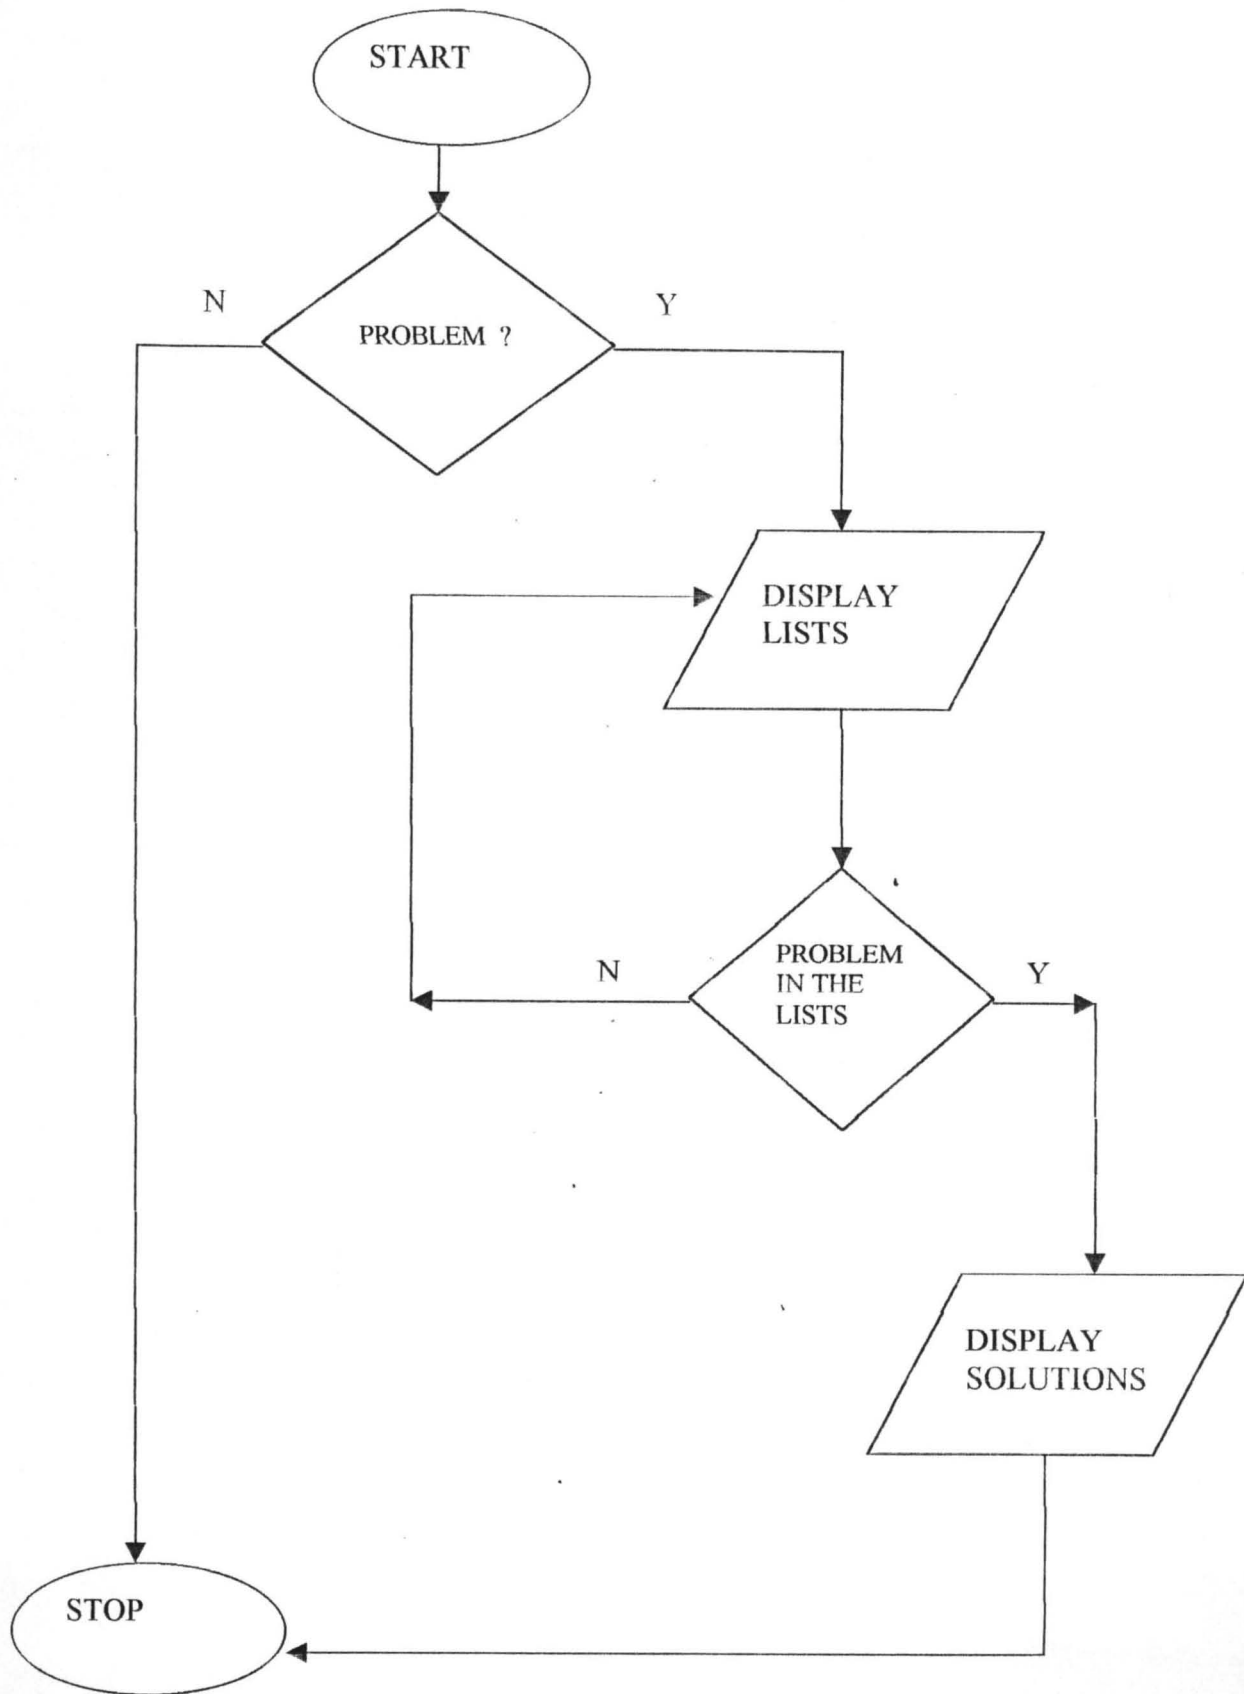 START
N
Y
PROBLEM ?
DISPLAY
LISTS
N
PROBLEM
IN THE
LISTS
Y
DISPLAY
SOLUTIONS
STOP